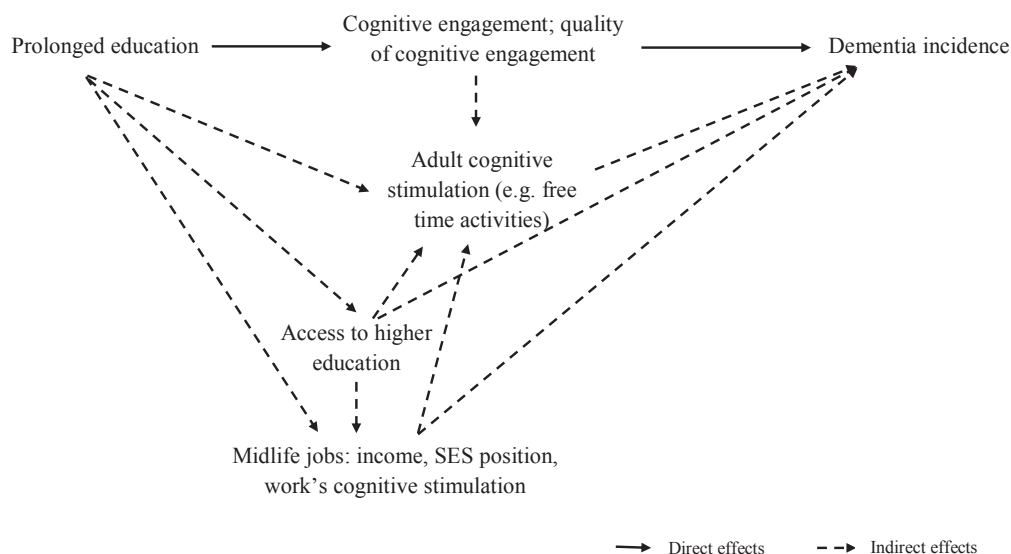 Prolonged education
Cognitive engagement; quality
of cognitive engagement
Dementia incidence
Adult cognitive
stimulation (e.g. free
time activities)
Access to higher
education
Midlife jobs: income, SES position,
work's cognitive stimulation
Direct effects
Indirect effects